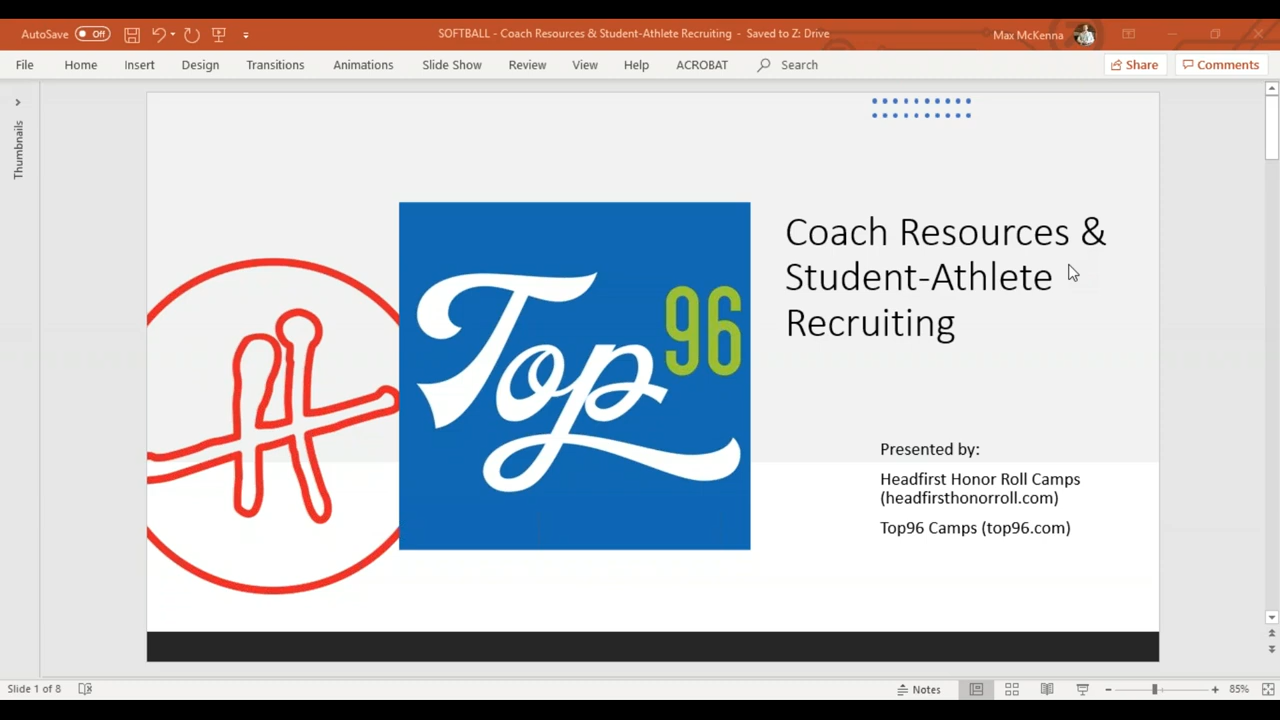 AutoSave Off
SOFTBALL - Coach Resources & Student-Athlete Recruiting - Saved to Z: Drive
Max McKenna
File Home Insert Design Transitions Animations Slide Show Review View Help ACROBAT Search Share Comments
Thumbnails
Top 96
Coach Resources &
Student-Athlete
Recruiting
Presented by:
Headfirst Honor Roll Camps
(headfirsthonorroll.com)
Top96 Camps (top96.com)
Slide 1 of 8
Notes
85%